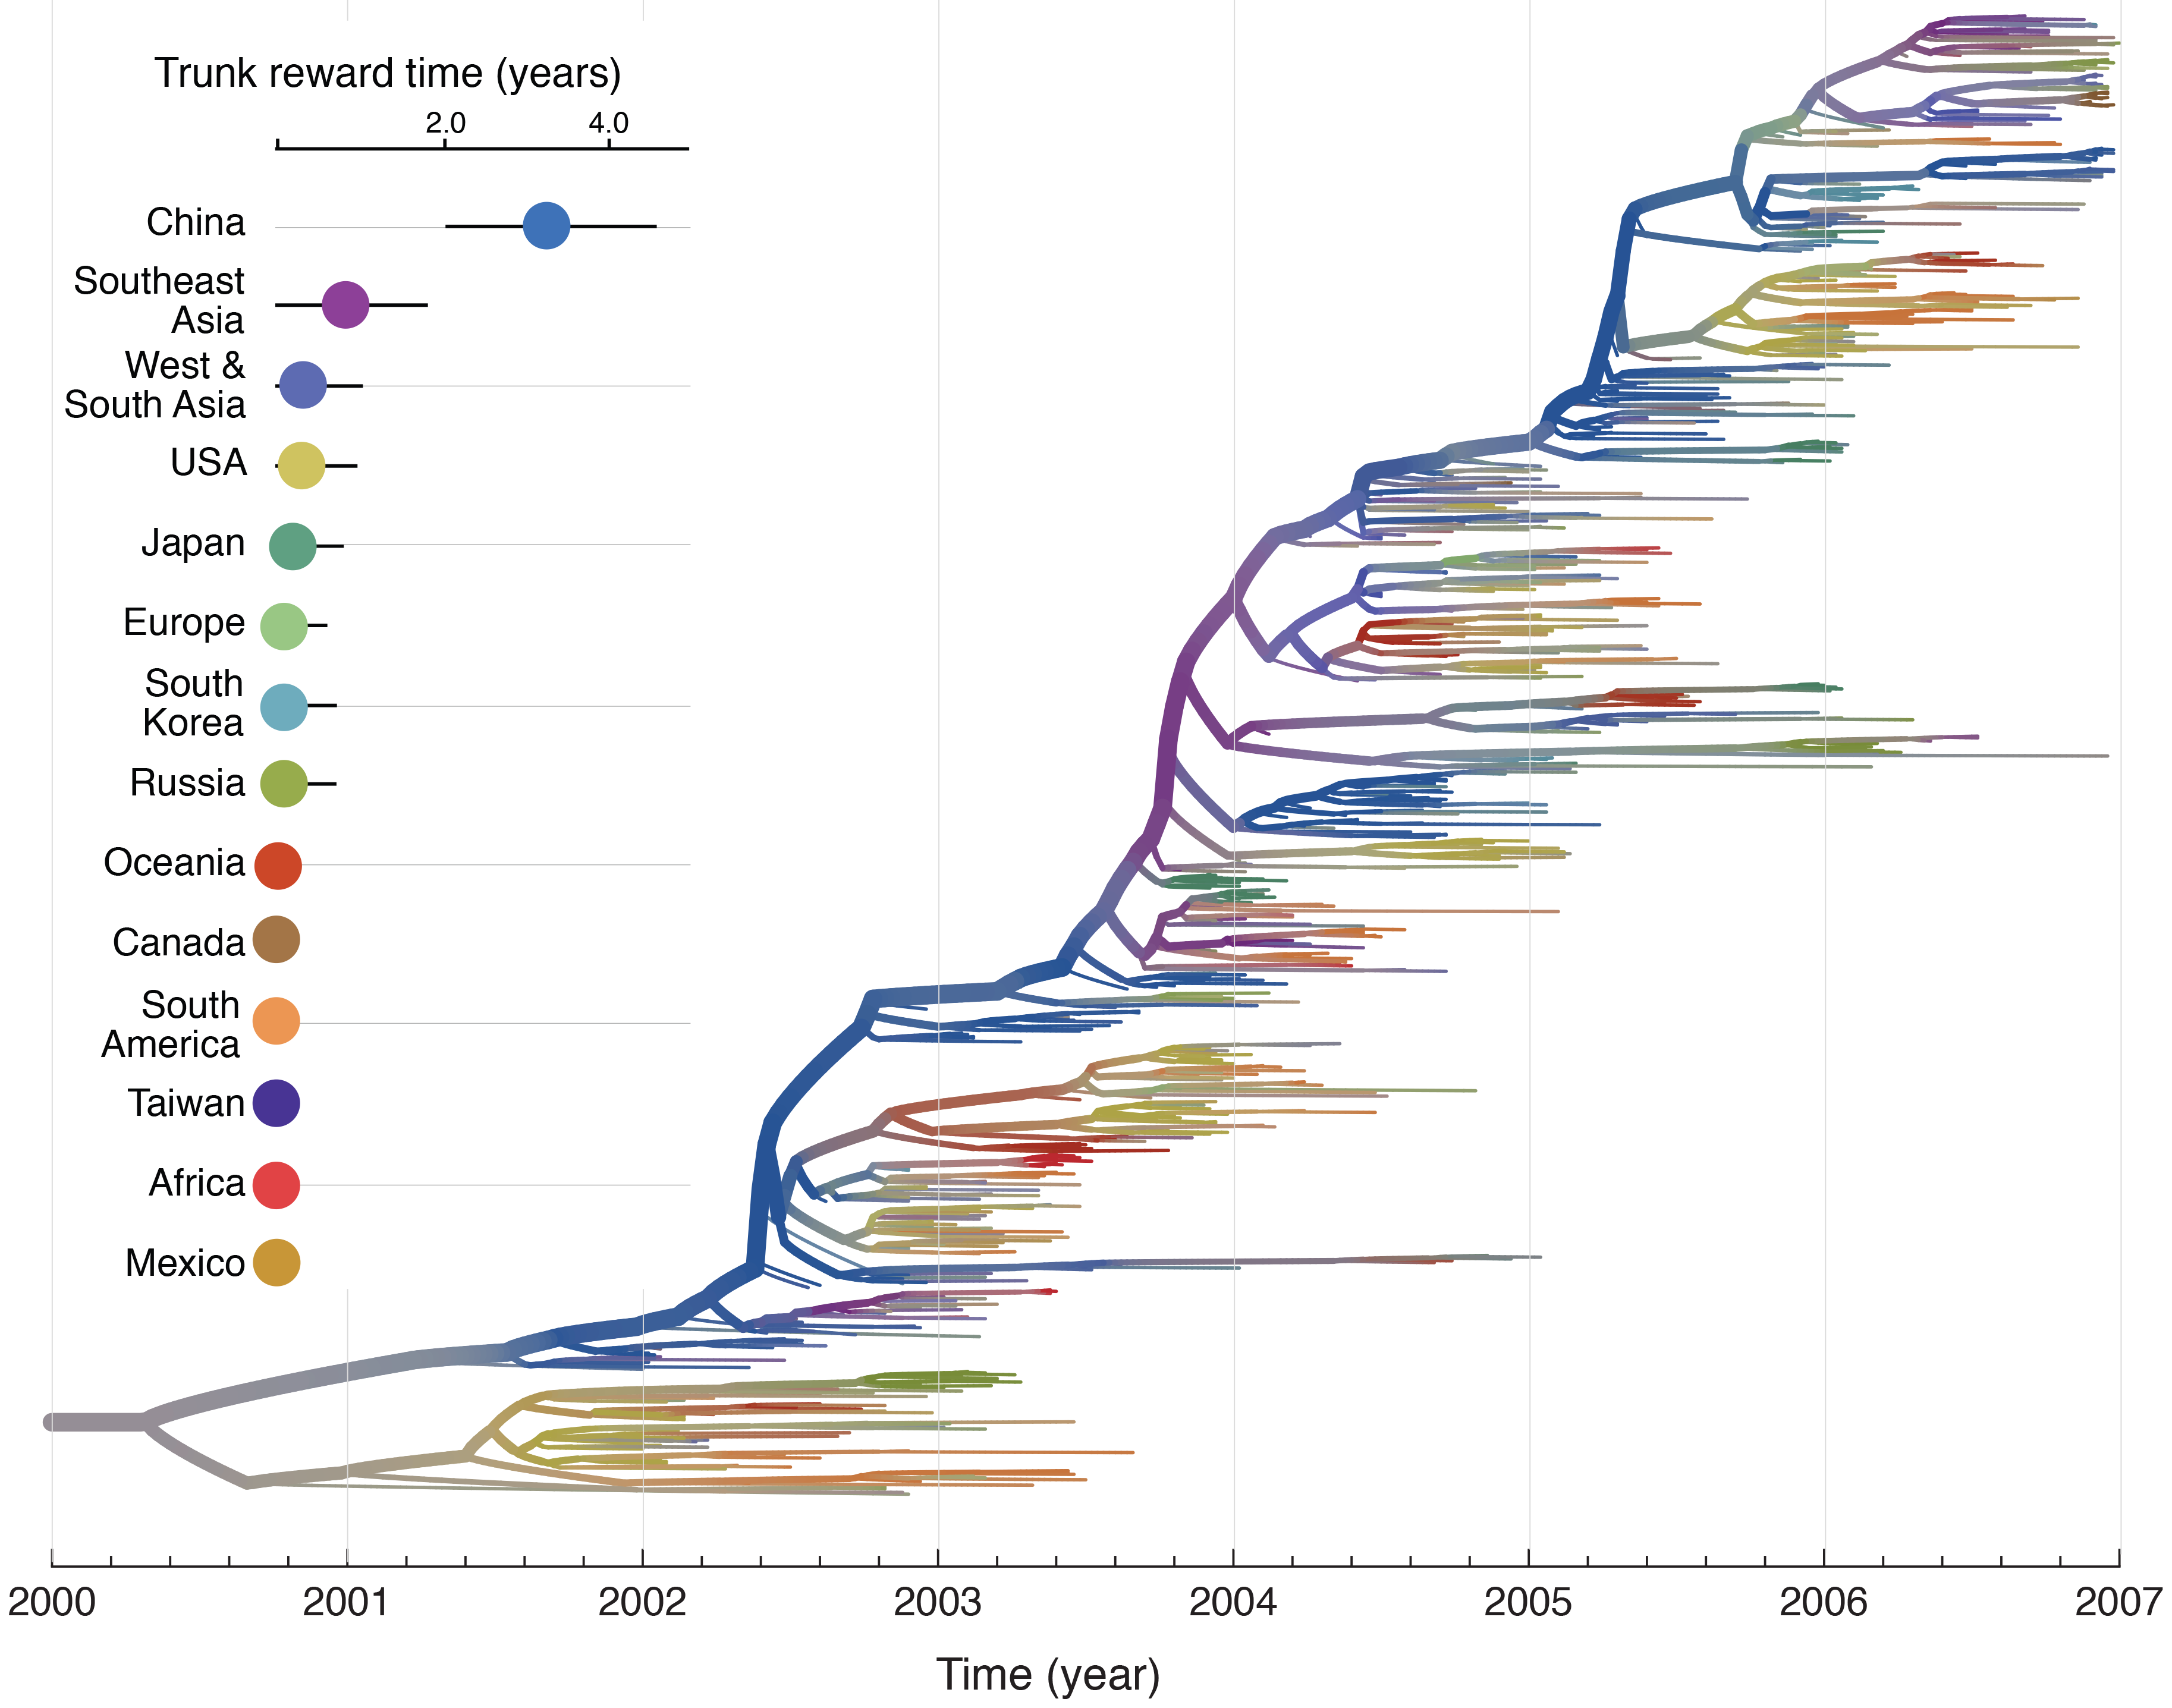 Trunk reward time (years)
2.0 4.0
China
Southeast
Asia
West &
South Asia
USA
Japan
Europe
South
Korea
Russia
Oceania
Canada
South
America
Taiwan
Africa
Mexico
2000 2001 2002 2003 2004 2005 2006 2007
Time (year)